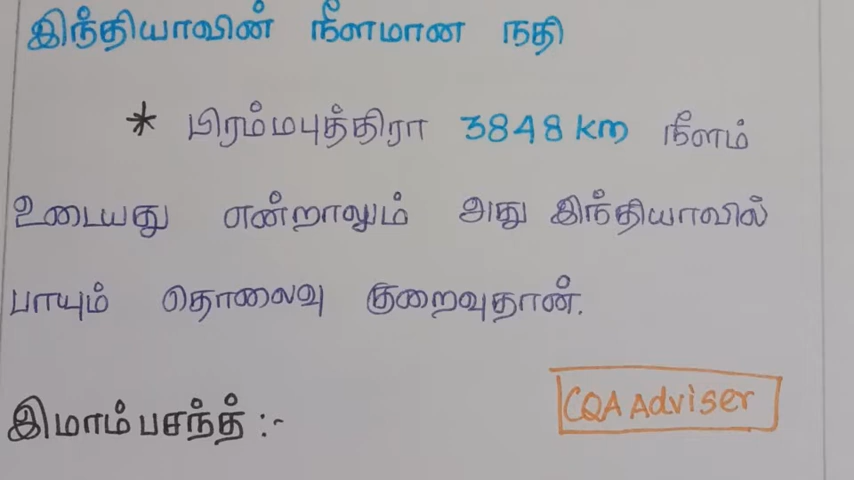 இந்தியாவின் நீளமான நதி
* பிரம்மபுத்திரா 3848 km நீளம்
உடையது என்றாலும் அது இந்தியாவில்
பாயும் தொலைவு குறைவுதான்.
இமாம்பசந்த் :-
CQA Adviser